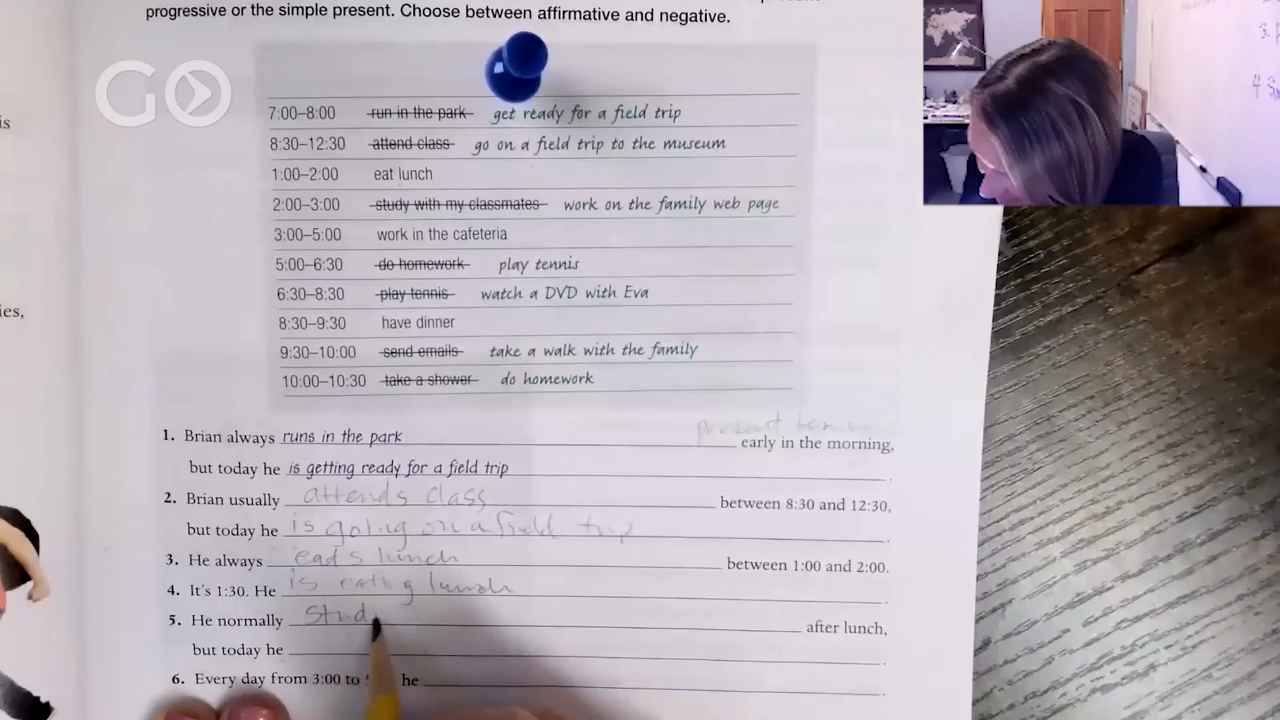 progressive or the simple present. Choose between affirmative and negative.
GO
7:00–8:00 run in the park get ready for a field trip
8:30–12:30 attend class go on a field trip to the museum
1:00–2:00 eat lunch
2:00–3:00 study with my classmates work on the family web page
3:00–5:00 work in the cafeteria
5:00–6:30 do homework play tennis
6:30–8:30 play tennis watch a DVD with Eva
8:30–9:30 have dinner
9:30–10:00 send emails take a walk with the family
10:00–10:30 take a shower do homework
is
ies,
present
1. Brian always runs in the park early in the morning,
but today he is getting ready for a field trip .
2. Brian usually attends class between 8:30 and 12:30,
but today he is going on a field trip .
3. He always eats lunch between 1:00 and 2:00.
4. It's 1:30. He is eating lunch .
5. He normally stud after lunch,
but today he .
6. Every day from 3:00 to he .
3.
4